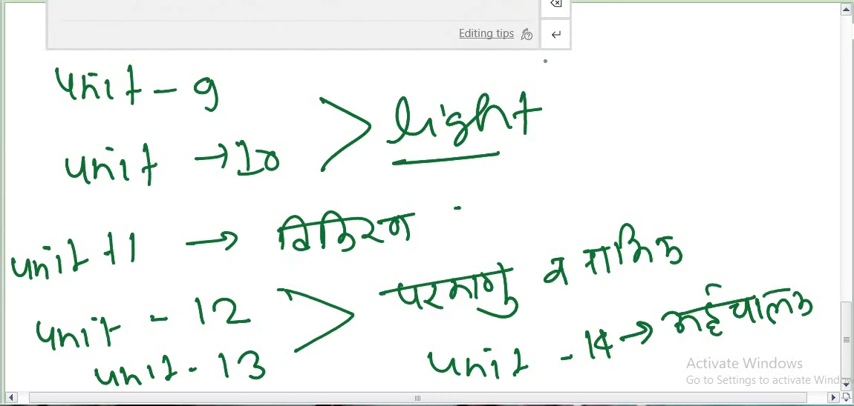 Editing tips
unit - 9
unit → 10 > light
unit 11 → विकिरण
unit - 12 > परमाणु व नाभिक
unit - 13
unit - 14 → अर्द्धचालक
Activate Windows
Go to Settings to activate Wind